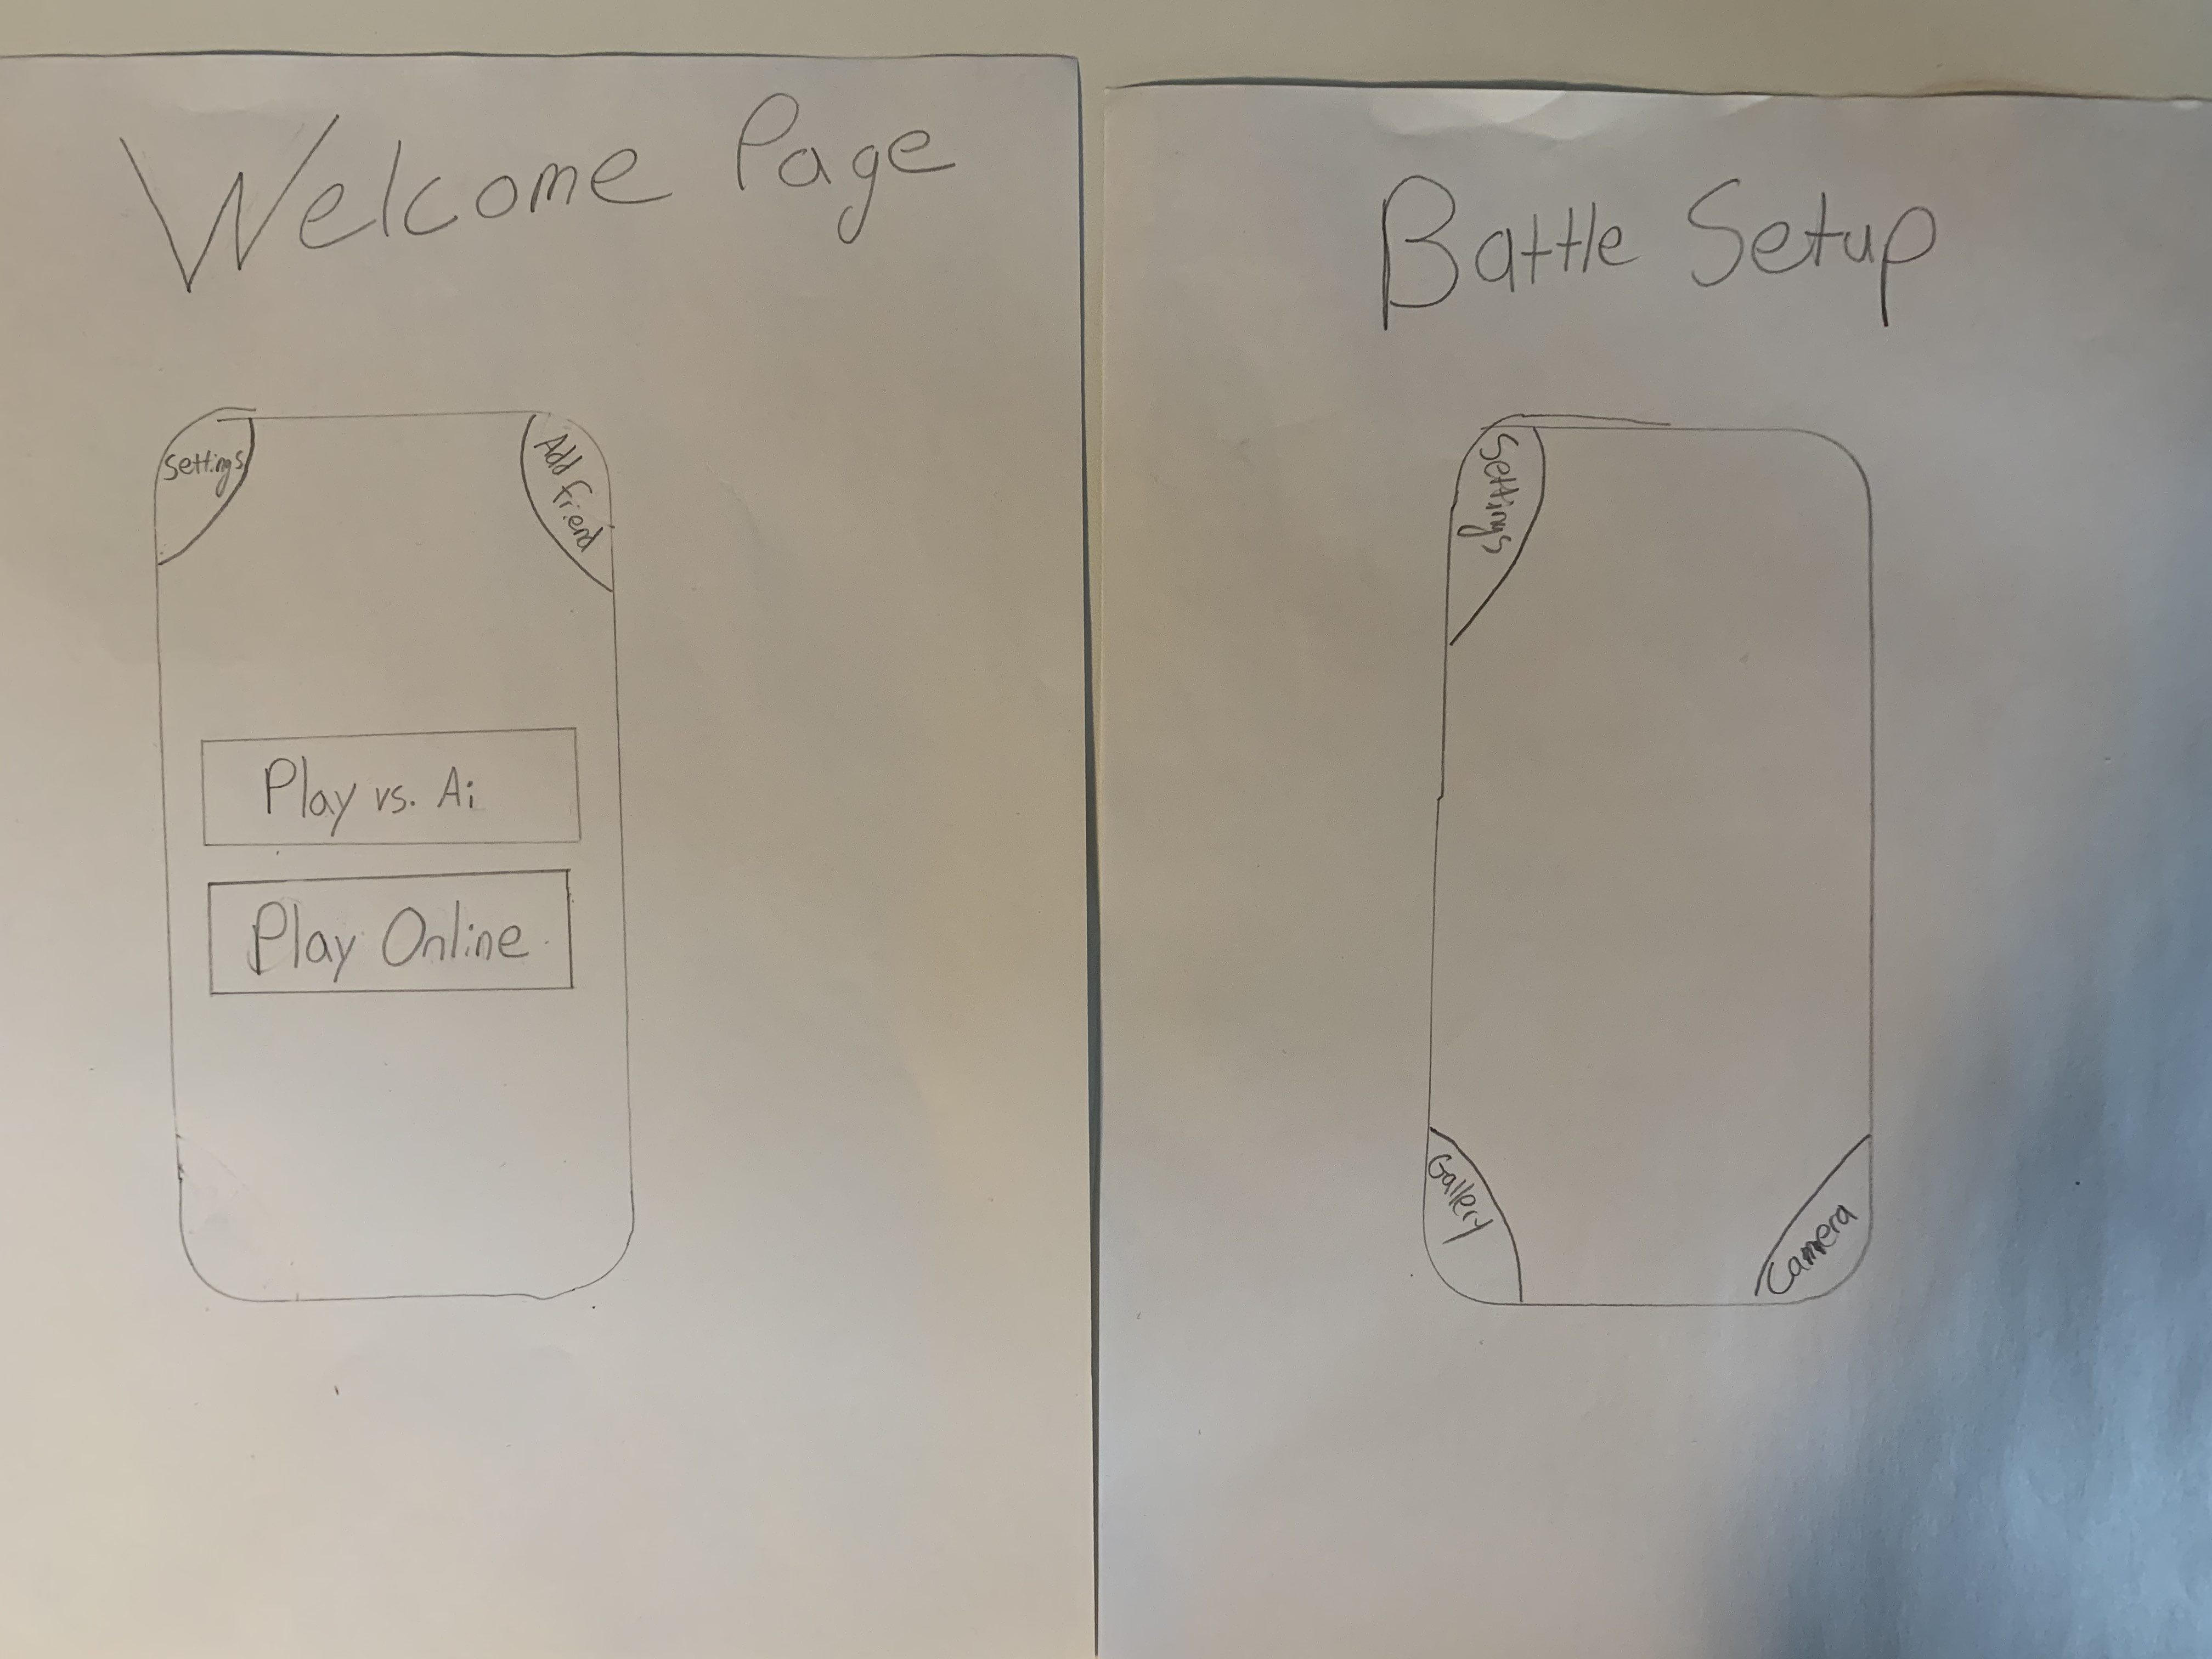 Welcome Page
Settings
Add friend
Play vs. Ai
Play Online
Battle Setup
Settings
Gallery
Camera